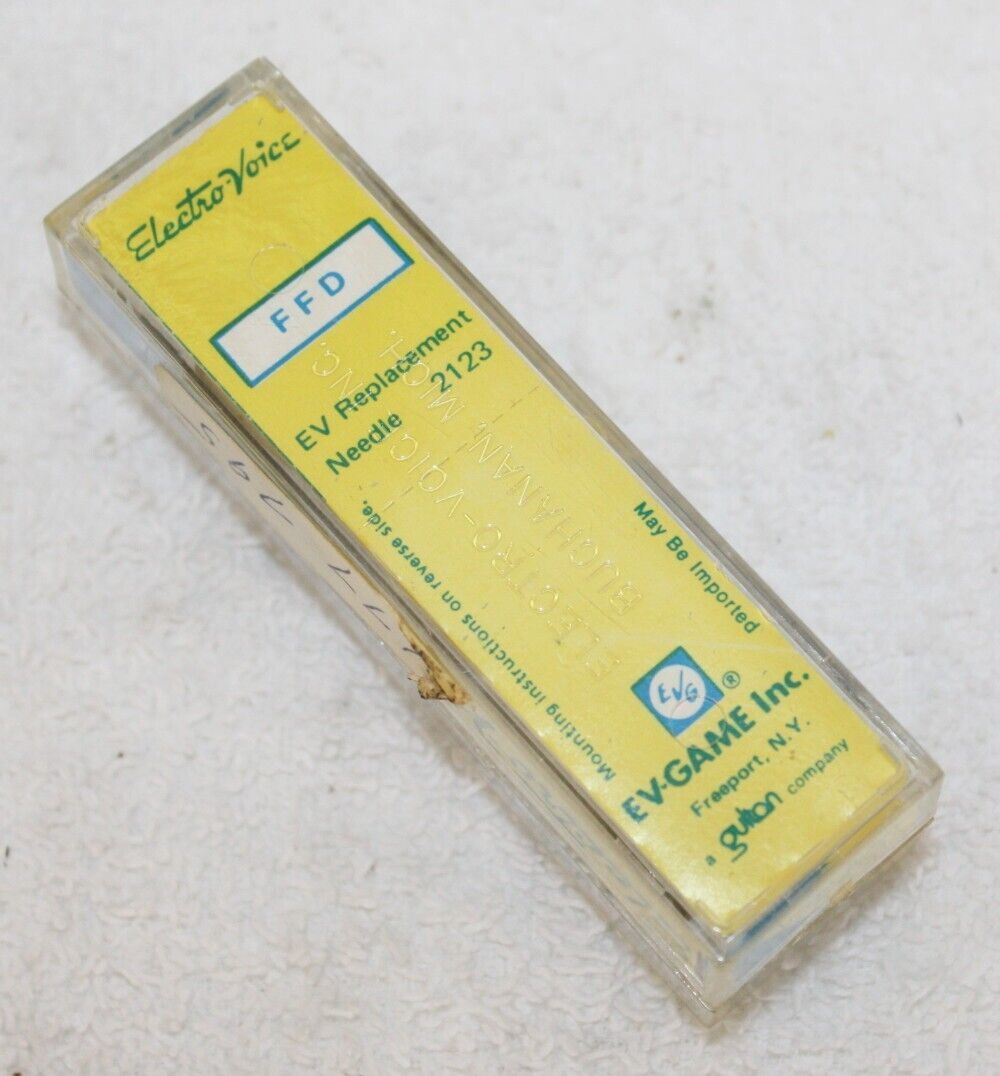 Electro-Voice
FFD
EV Replacement
Needle 2123
Mounting instructions on reverse side.
May Be Imported
ELECTRO-VOICE, INC.
BUCHANAN, MICH.
EVG ®
EV-GAME Inc.
Freeport, N.Y.
a gulton company